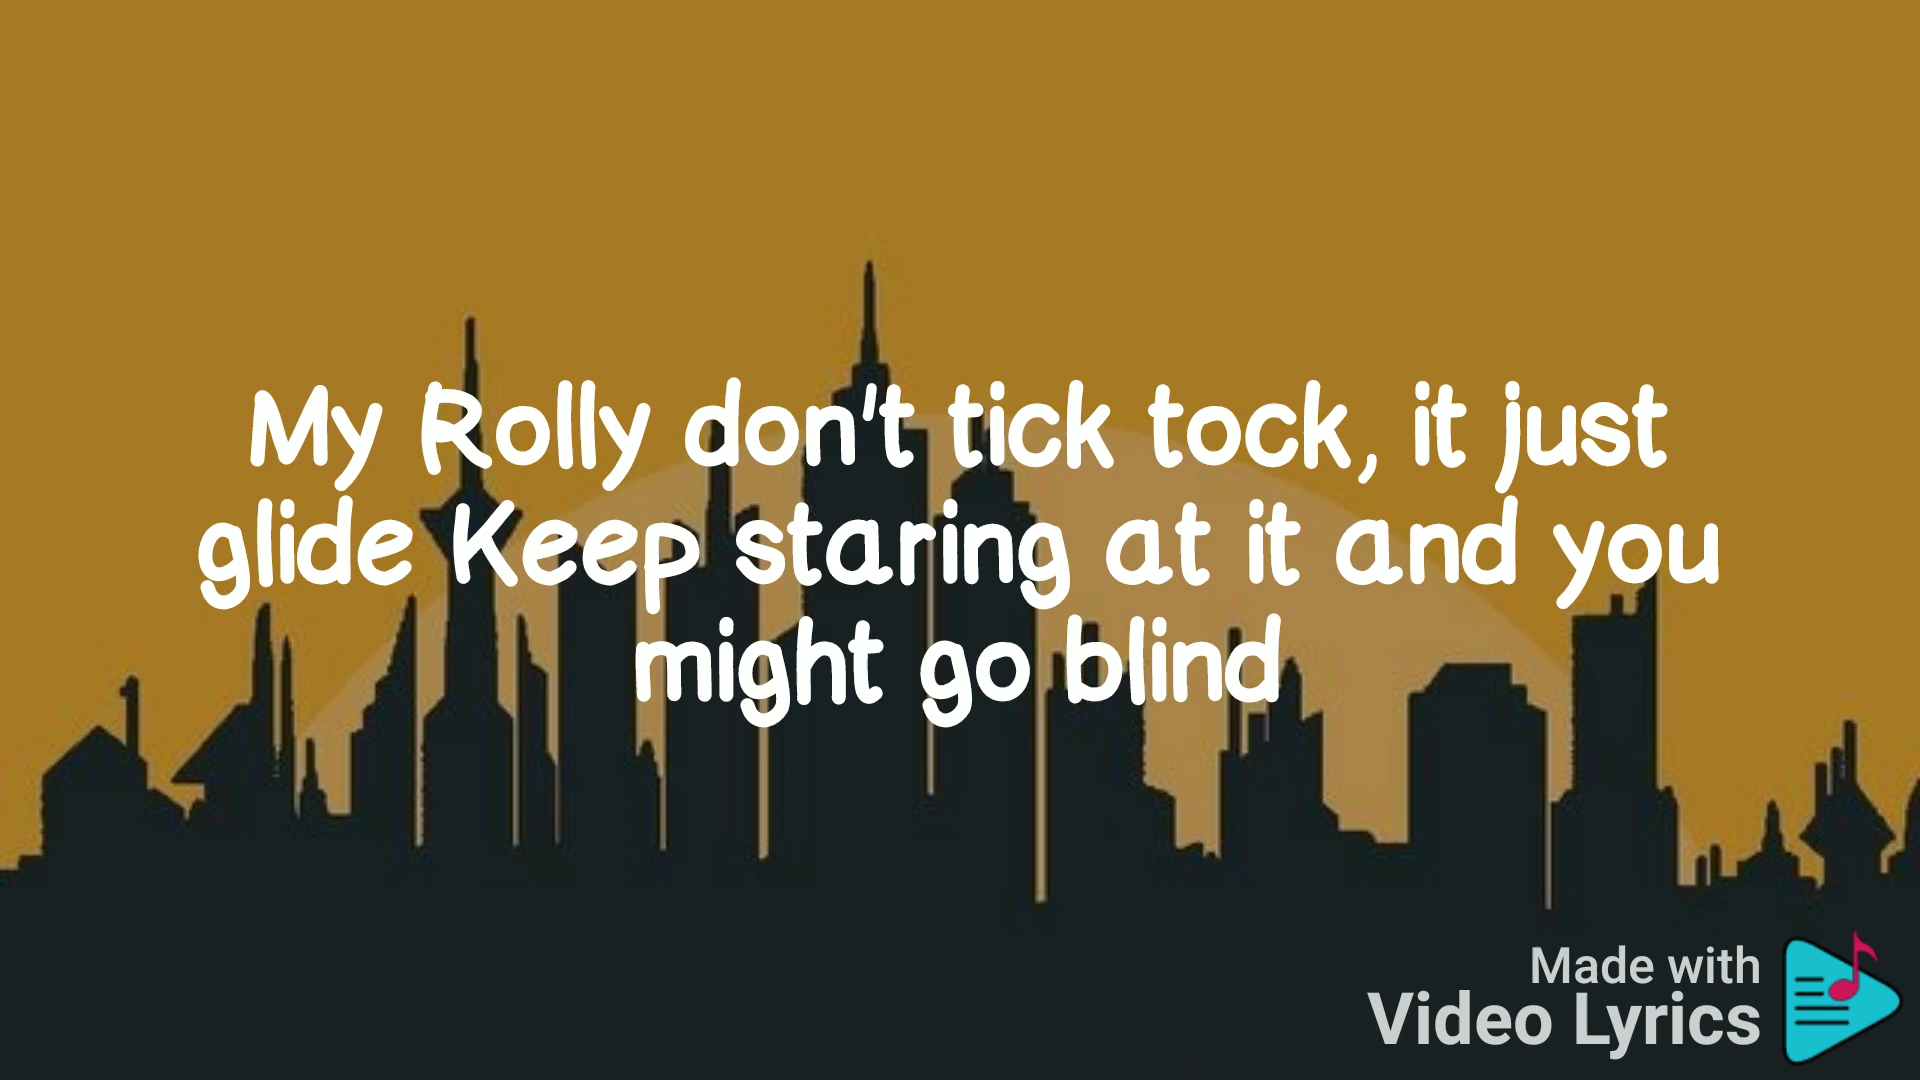 My Rolly don't tick tock, it just
glide Keep staring at it and you
might go blind
Made with
Video Lyrics